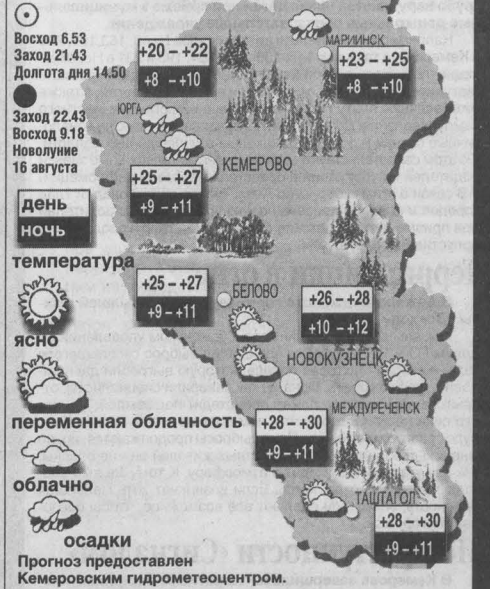 Восход 6.53
Заход 21.43
Долгота дня 14.50
Заход 22.43
Восход 9.18
Новолуние
16 августа
день
ночь
температура
ясно
переменная облачность
облачно
осадки
Прогноз предоставлен
Кемеровским гидрометеоцентром.
+20 – +22
+8 – +10
МАРИИНСК
+23 – +25
+8 – +10
ЮРГА
КЕМЕРОВО
+25 – +27
+9 – +11
+25 – +27
+9 – +11
БЕЛОВО
+26 – +28
+10 – +12
НОВОКУЗНЕЦК
МЕЖДУРЕЧЕНСК
+28 – +30
+9 – +11
ТАШТАГОЛ
+28 – +30
+9 – +11